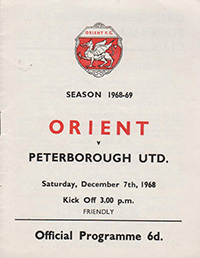 ORIENT F.C.
SEASON 1968-69
ORIENT
v
PETERBOROUGH UTD.
Saturday, December 7th, 1968
Kick Off 3.00 p.m.
FRIENDLY
Official Programme 6d.